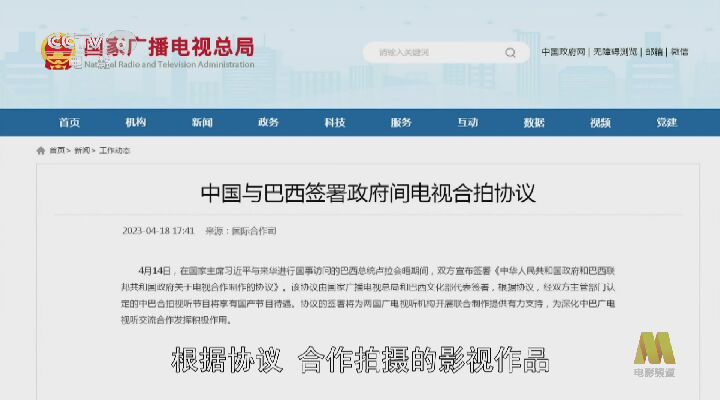 CCTV 6
电影
国家广播电视总局
National Radio and Television Administration
请输入关键词
中国政府网 | 无障碍浏览 | 邮箱 | 微信
首页 机构 新闻 政务 科技 服务 互动 数据 视频 党建
首页> 新闻> 工作动态
中国与巴西签署政府间电视合拍协议
2023-04-18 17:41 来源：国际合作司
4月14日，在国家主席习近平与来华进行国事访问的巴西总统卢拉会晤期间，双方宣布签署《中华人民共和国政府和巴西联
邦共和国政府关于电视合作制作的协议》。该协议由国家广播电视总局和巴西文化部代表签署，根据协议，经双方主管部门认
定的中巴合拍视听节目将享有国产节目待遇。协议的签署将为两国广电视听机构开展联合制作提供有力支持，为深化中巴广电
视听交流合作发挥积极作用。
根据协议 合作拍摄的影视作品
电影频道